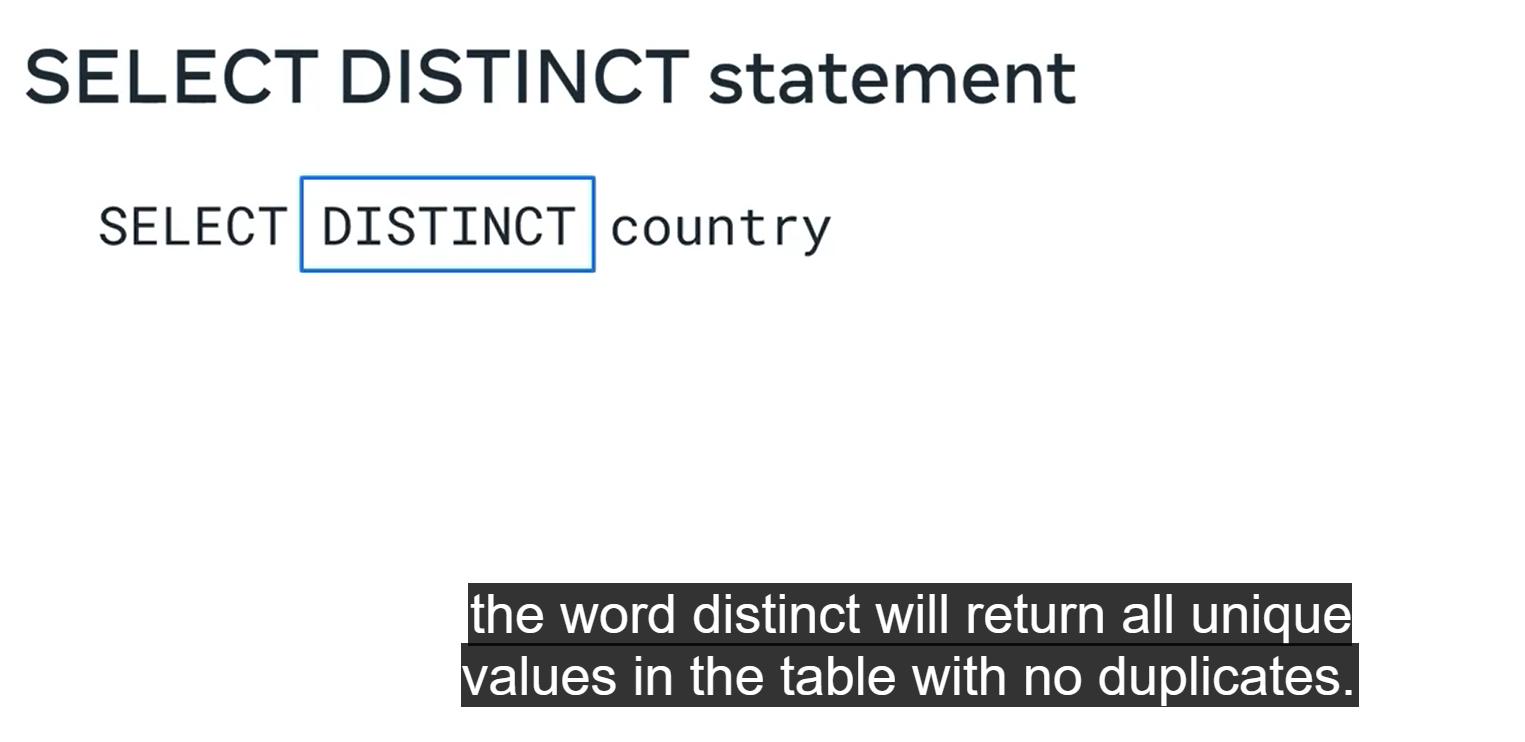 SELECT DISTINCT statement
SELECT DISTINCT country
the word distinct will return all unique
values in the table with no duplicates.